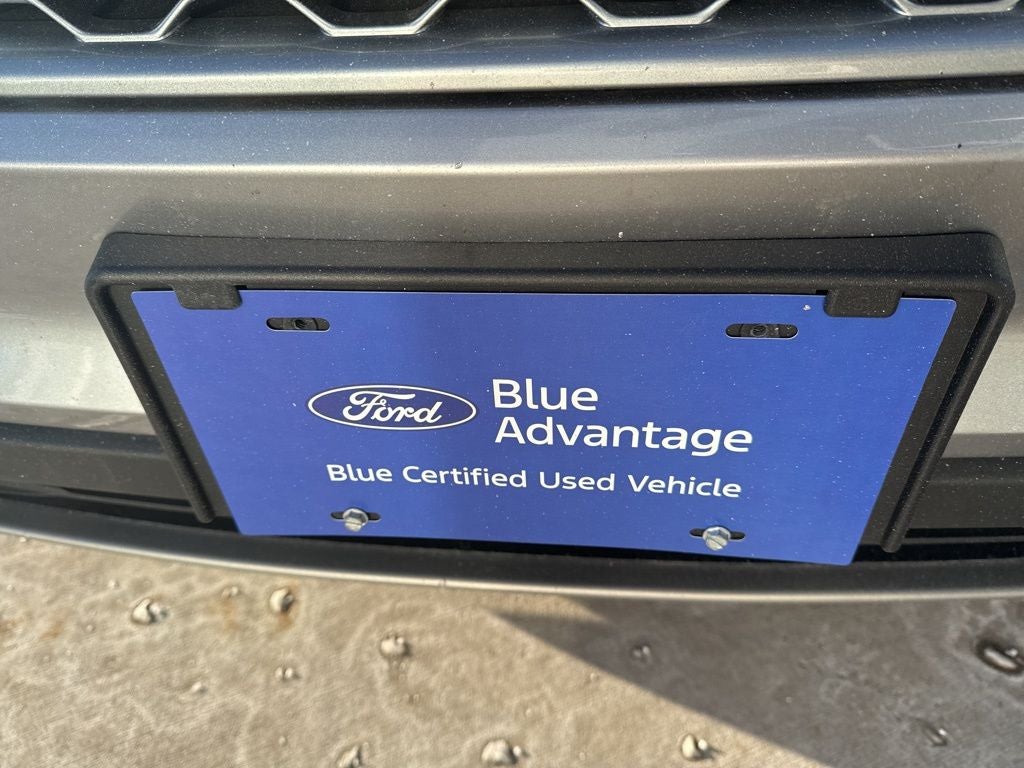 Ford
Blue
Advantage
Blue Certified Used Vehicle